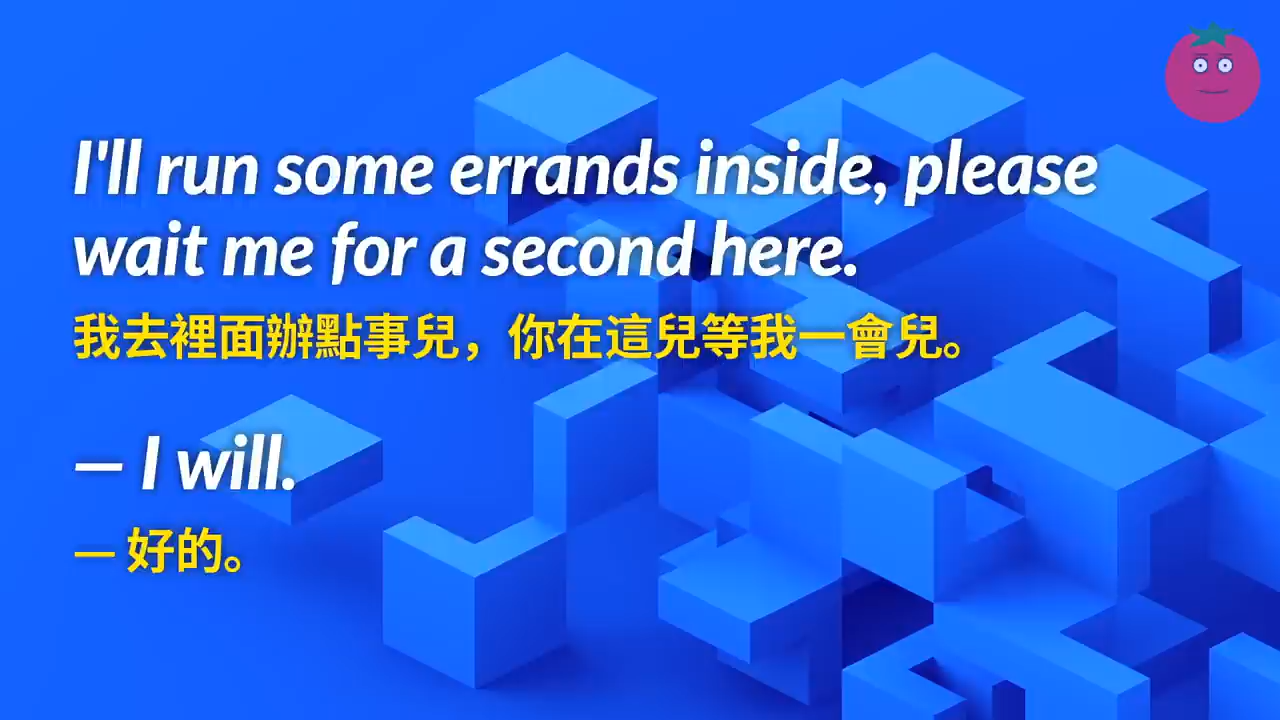 I'll run some errands inside, please
wait me for a second here.
我去裡面辦點事兒，你在這兒等我一會兒。
— I will.
— 好的。